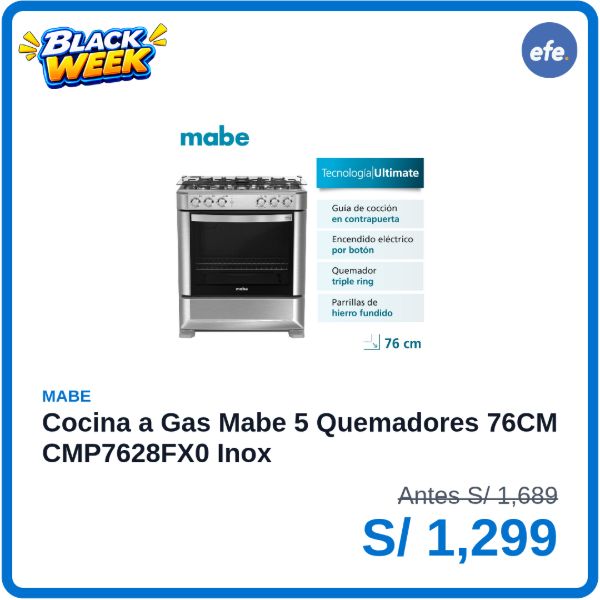 BLACK
WEEK
efe.
mabe
Tecnología|Ultimate
Guía de cocción
en contrapuerta
Encendido eléctrico
por botón
Quemador
triple ring
Parrillas de
hierro fundido
mabe
76 cm
MABE
Cocina a Gas Mabe 5 Quemadores 76CM
CMP7628FX0 Inox
Antes S/ 1,689
S/ 1,299